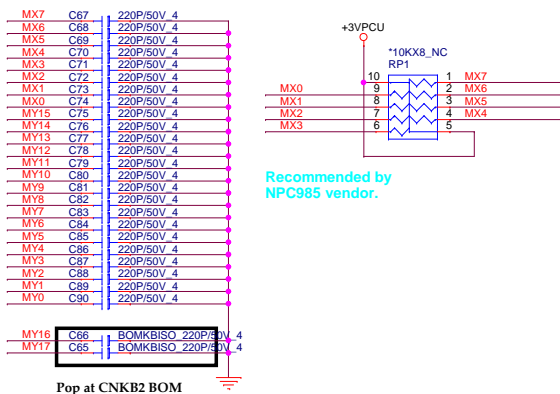 MX7 C67 220P/50V_4
MX6 C68 220P/50V_4
MX5 C69 220P/50V_4
MX4 C70 220P/50V_4
MX3 C71 220P/50V_4
MX2 C72 220P/50V_4
MX1 C73 220P/50V_4
MX0 C74 220P/50V_4
MY15 C75 220P/50V_4
MY14 C76 220P/50V_4
MY13 C77 220P/50V_4
MY12 C78 220P/50V_4
MY11 C79 220P/50V_4
MY10 C80 220P/50V_4
MY9 C81 220P/50V_4
MY8 C82 220P/50V_4
MY7 C83 220P/50V_4
MY6 C84 220P/50V_4
MY5 C85 220P/50V_4
MY4 C86 220P/50V_4
MY3 C87 220P/50V_4
MY2 C88 220P/50V_4
MY1 C89 220P/50V_4
MY0 C90 220P/50V_4
MY16 C66 BOMKBISO_220P/50V_4
MY17 C65 BOMKBISO_220P/50V_4
Pop at CNKB2 BOM
+3VPCU
*10KX8_NC
RP1
10 1 MX7
MX0 9 2 MX6
MX1 8 3 MX5
MX2 7 4 MX4
MX3 6 5
Recommended by
NPC985 vendor.